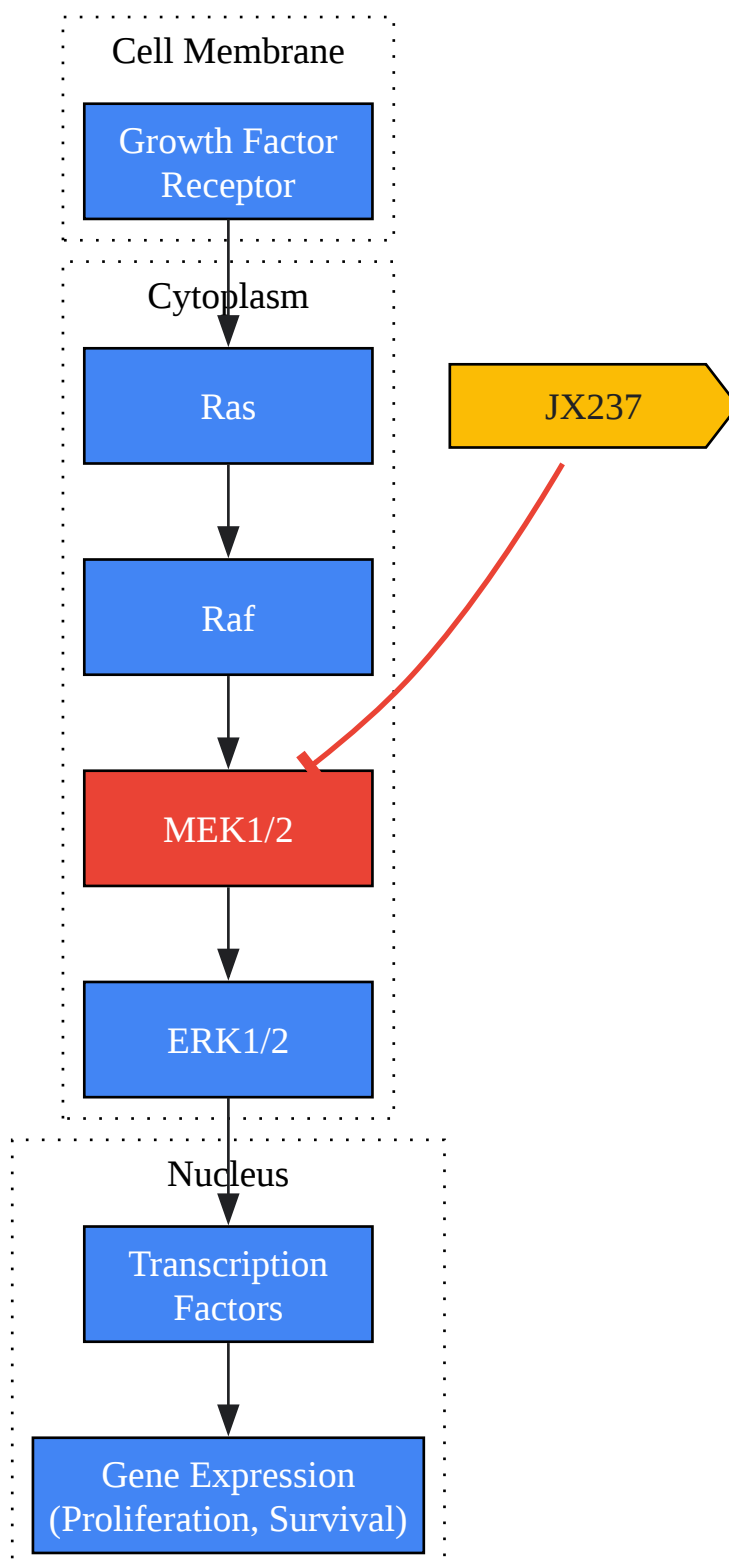 Cell Membrane
Growth Factor
Receptor
Cytoplasm
Ras
JX237
Raf
MEK1/2
ERK1/2
Nucleus
Transcription
Factors
Gene Expression
(Proliferation, Survival)